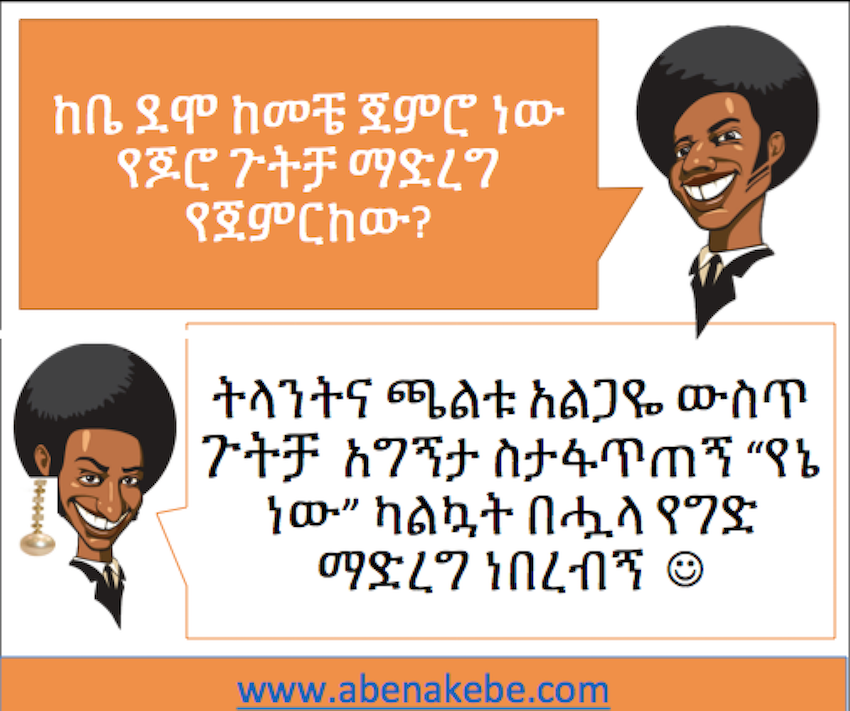 ከቤ ደሞ ከመቼ ጀምሮ ነው
የጆሮ ጉትቻ ማድረግ
የጀምርከው?
ትላንትና ጫልቱ አልጋዬ ውስጥ
ጉትቻ አግኝታ ስታፋጥጠኝ “የኔ
ነው” ካልኳት በሗላ የግድ
ማድረግ ነበረብኝ ☺
www.abenakebe.com